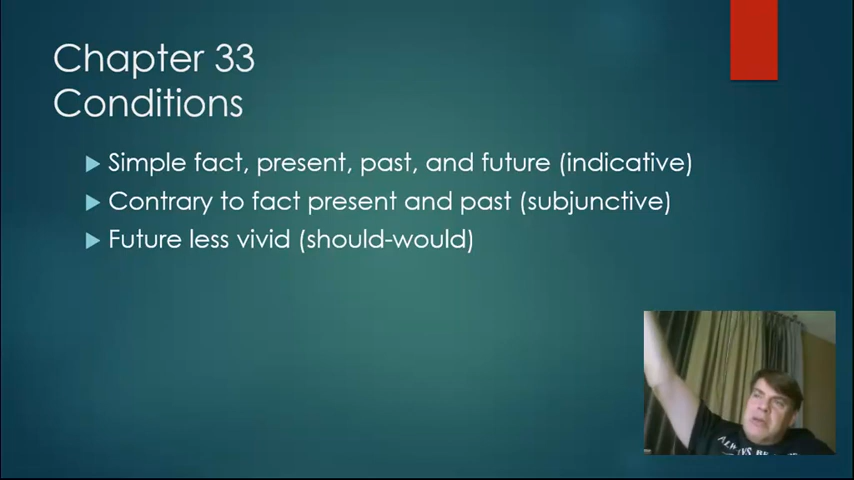 Chapter 33
Conditions
Simple fact, present, past, and future (indicative)
Contrary to fact present and past (subjunctive)
Future less vivid (should-would)